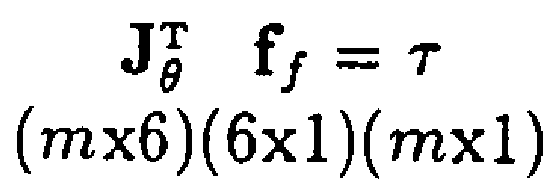 J_θ^T f_f = τ
(mx6)(6x1)(mx1)